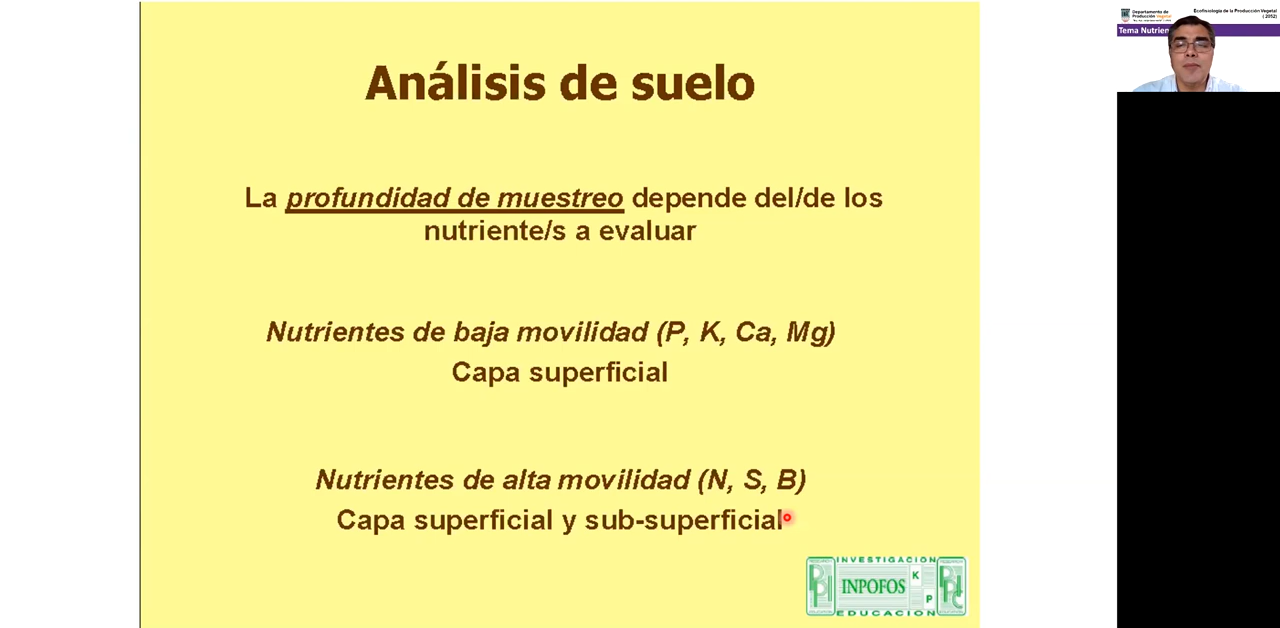 Análisis de suelo
La profundidad de muestreo depende del/de los
nutriente/s a evaluar
Nutrientes de baja movilidad (P, K, Ca, Mg)
Capa superficial
Nutrientes de alta movilidad (N, S, B)
Capa superficial y sub-superficial
INVESTIGACION
INPOFOS
K
P
EDUCACION
Departamento de
Producción Vegetal
Ecofisiología de la Producción Vegetal
( 2052)
Tema Nutrien